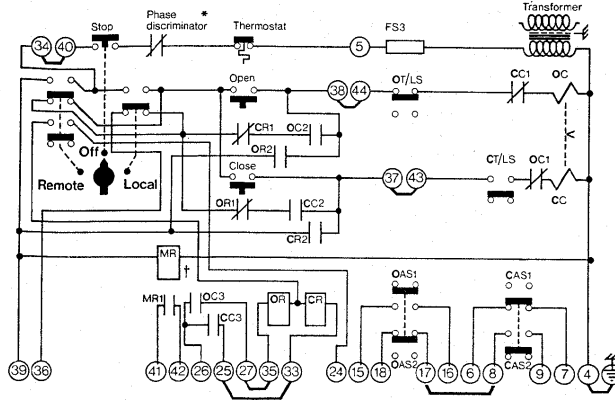 Transformer
Phase *
discriminator
Stop
Thermostat
FS3
34 40
5
Open
38 44
OT/LS
CC1
OC
CR1
OC2
OR2
Off
Close
Remote
Local
37 43
CT/LS
OC1
CC
OR1
CC2
CR2
MR
†
OAS1
CAS1
MR1
OC3
OR
CR
CC3
OAS2
CAS2
39 36 41 42 26 25 27 35 33 24 15 18 17 16 6 8 9 7 4 5